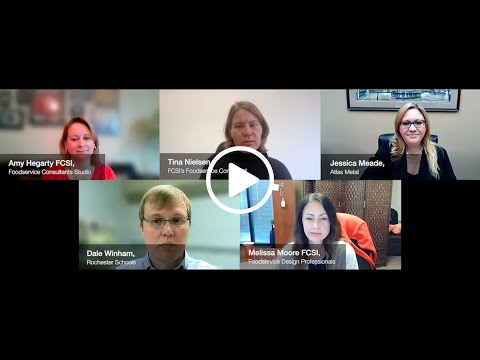 Amy Hegarty FCSI,
Foodservice Consultants Studio
Tina Nielsen,
FCSI's Foodservice
Jessica Meade,
Atlas Metal
Dale Winham,
Rochester Schools
Melissa Moore FCSI,
Foodservice Design Professionals